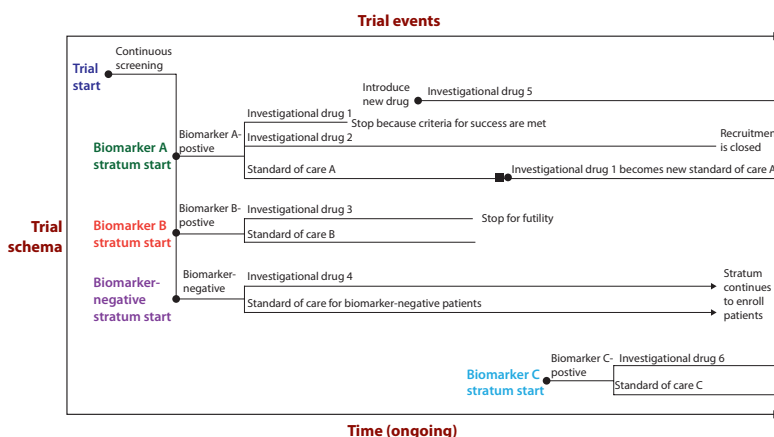 Trial events
Continuous
screening
Trial
start
Introduce
new drug
Investigational drug 5
Investigational drug 1
Stop because criteria for success are met
Biomarker A-
postive
Investigational drug 2
Recruitment
is closed
Biomarker A
stratum start
Standard of care A
Investigational drug 1 becomes new standard of care A
Biomarker B-
postive
Investigational drug 3
Stop for futility
Biomarker B
stratum start
Standard of care B
Trial
schema
Biomarker-
negative
Investigational drug 4
Biomarker-
negative
stratum start
Standard of care for biomarker-negative patients
Stratum
continues
to enroll
patients
Biomarker C-
postive
Investigational drug 6
Biomarker C
stratum start
Standard of care C
Time (ongoing)